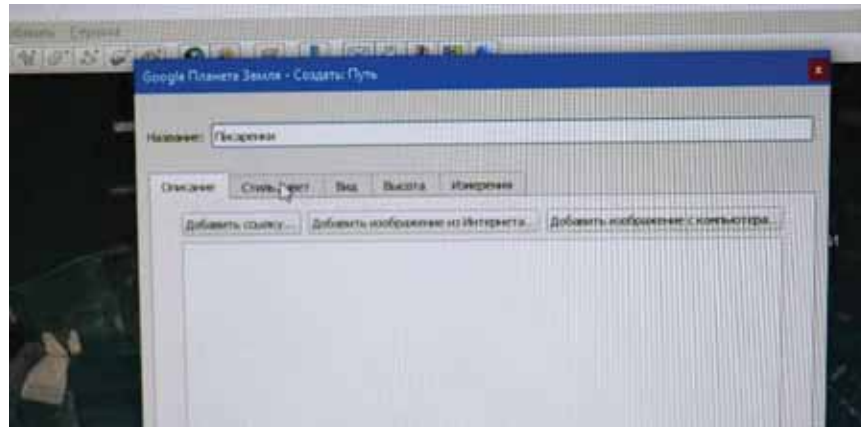 Справка
Google Планета Земля - Создать: Путь
Название: Писаренки
Описание Стиль, цвет Вид Высота Измерения
Добавить ссылку... Добавить изображение из Интернета... Добавить изображение с компьютера...